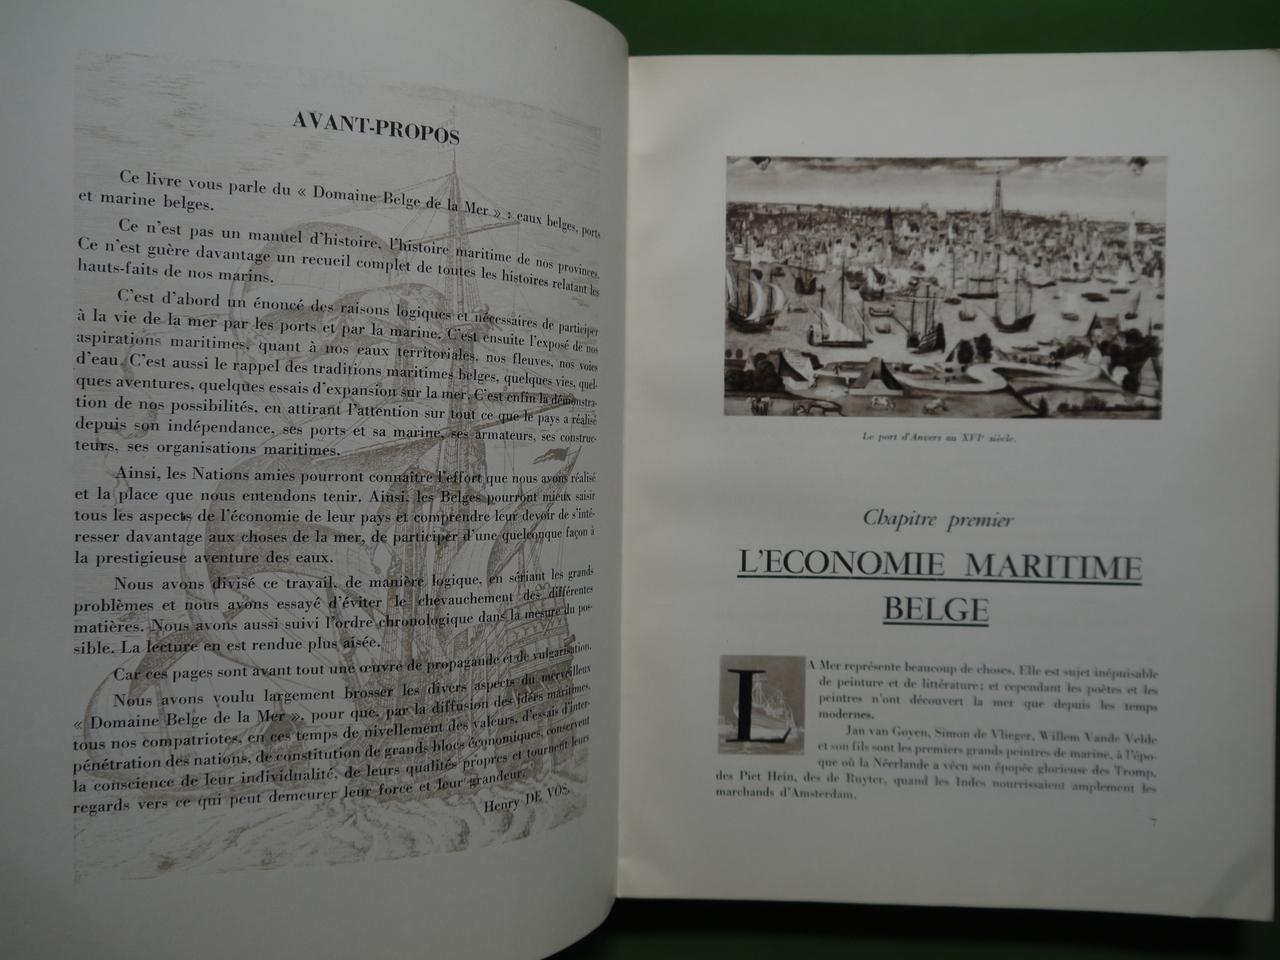 AVANT-PROPOS
Ce livre vous parle du « Domaine Belge de la Mer » : eaux belges, ports
et marine belges.
Ce n'est pas un manuel d'histoire, l'histoire maritime de nos provinces.
Ce n'est guère davantage un recueil complet de toutes les histoires relatant les
hauts-faits de nos marins.
C'est d'abord un énoncé des raisons logiques et nécessaires de participer
à la vie de la mer par les ports et par la marine. C'est ensuite l'exposé de nos
aspirations maritimes, quant à nos eaux territoriales, nos fleuves, nos voies
d'eau. C'est aussi le rappel des traditions maritimes belges, quelques vies, quel-
ques aventures, quelques essais d'expansion sur la mer. C'est enfin la démonstra-
tion de nos possibilités, en attirant l'attention sur tout ce que le pays a réalisé
depuis son indépendance, ses ports et sa marine, ses armateurs, ses construc-
teurs, ses organisations maritimes.
Ainsi, les Nations amies pourront connaître l'effort que nous avons réalisé
et la place que nous entendons tenir. Ainsi, les Belges pourront mieux saisir
tous les aspects de l'économie de leur pays et comprendre leur devoir de s'inté-
resser davantage aux choses de la mer, de participer d'une quelconque façon à
la prestigieuse aventure des eaux.
Nous avons divisé ce travail, de manière logique, en sériant les grands
problèmes et nous avons essayé d'éviter le chevauchement des différentes
matières. Nous avons aussi suivi l'ordre chronologique dans la mesure du pos-
sible. La lecture en est rendue plus aisée.
Car ces pages sont avant tout une œuvre de propagande et de vulgarisation.
Nous avons voulu largement brosser les divers aspects du merveilleux
« Domaine Belge de la Mer », pour que, par la diffusion des idées maritimes,
tous nos compatriotes, en ces temps de nivellement des valeurs, d'essais d'inter-
pénétration des nations, de constitution de grands blocs économiques, conservent
la conscience de leur individualité, de leurs qualités propres et tournent leurs
regards vers ce qui peut demeurer leur force et leur grandeur.
Henry DE VOS.
Le port d'Anvers au XVIe siècle.
Chapitre premier
L'ECONOMIE MARITIME
BELGE
LA Mer représente beaucoup de choses. Elle est sujet inépuisable
de peinture et de littérature; et cependant les poètes et les
peintres n'ont découvert la mer que depuis les temps
modernes.
Jan van Goyen, Simon de Vlieger, Willem Vande Velde
et son fils sont les premiers grands peintres de marine, à l'épo-
que où la Néerlande a vécu son épopée glorieuse des Tromp,
des Piet Hein, des de Ruyter, quand les Indes nourrissaient amplement les
marchands d'Amsterdam.
7